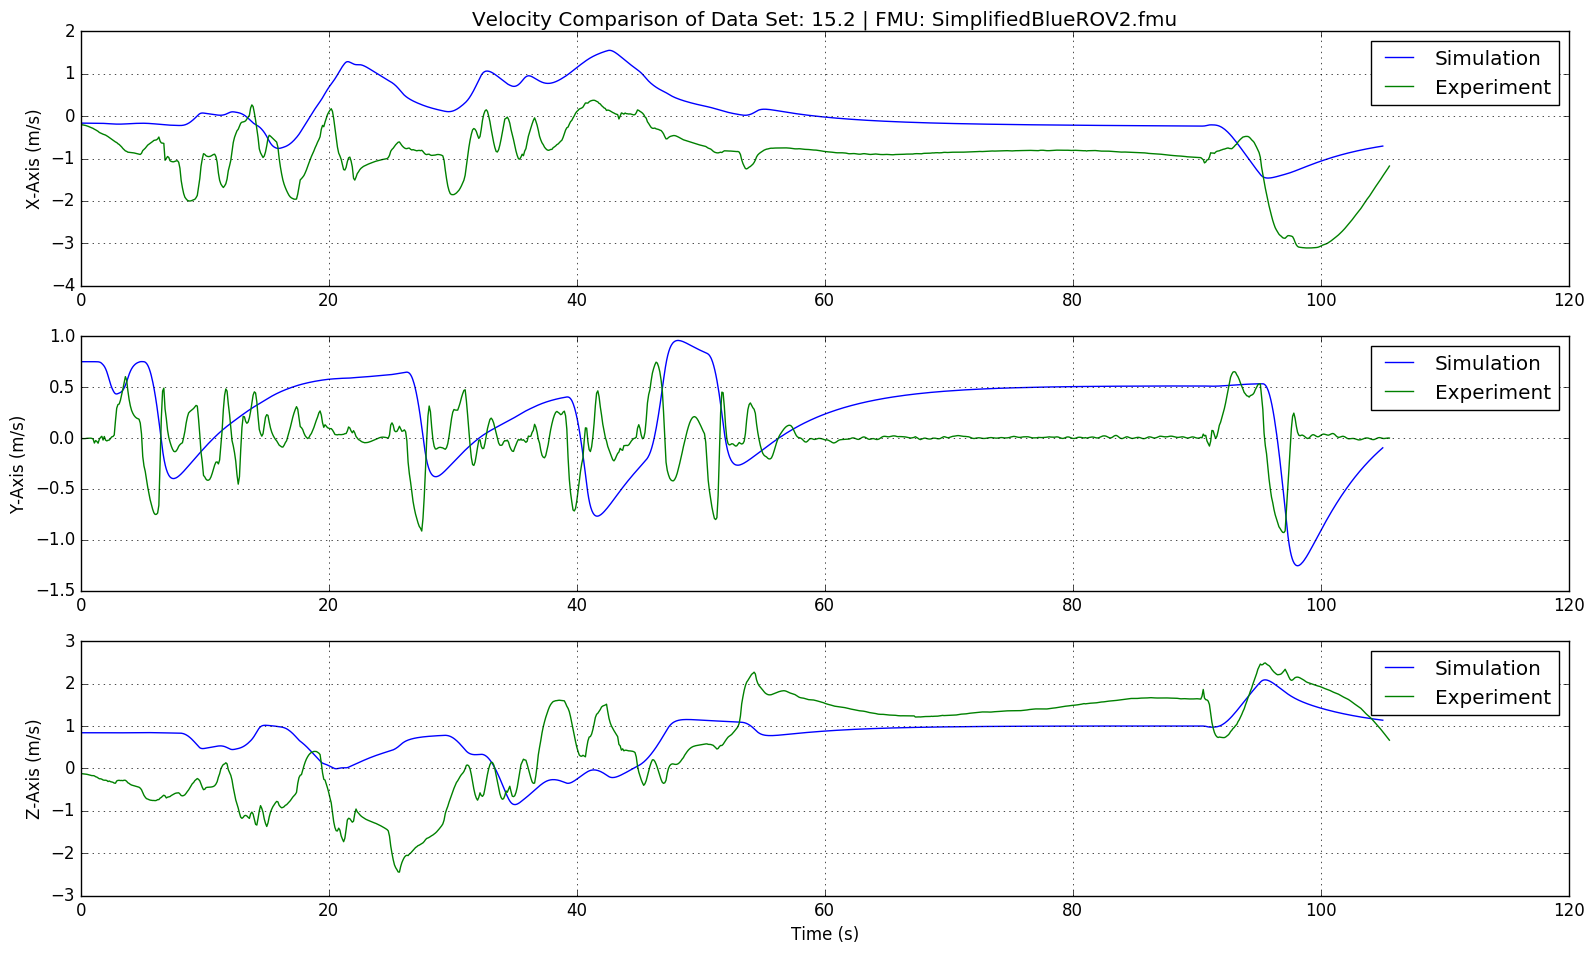 Velocity Comparison of Data Set: 15.2 | FMU: SimplifiedBlueROV2.fmu
X-Axis (m/s)
2
1
0
−1
−2
−3
−4
0 20 40 60 80 100 120
Simulation
Experiment
Y-Axis (m/s)
1.0
0.5
0.0
−0.5
−1.0
−1.5
0 20 40 60 80 100 120
Simulation
Experiment
Z-Axis (m/s)
3
2
1
0
−1
−2
−3
0 20 40 60 80 100 120
Simulation
Experiment
Time (s)